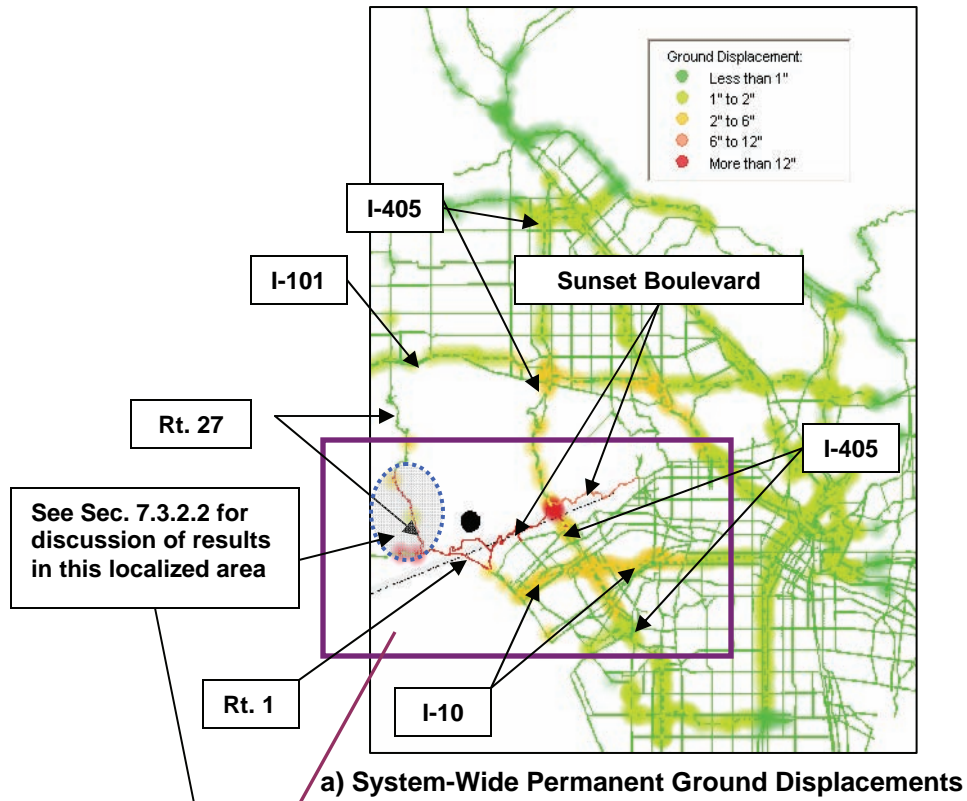 Ground Displacement:
Less than 1"
1" to 2"
2" to 6"
6" to 12"
More than 12"
I-405
I-101
Sunset Boulevard
Rt. 27
I-405
See Sec. 7.3.2.2 for
discussion of results
in this localized area
Rt. 1
I-10
a) System-Wide Permanent Ground Displacements